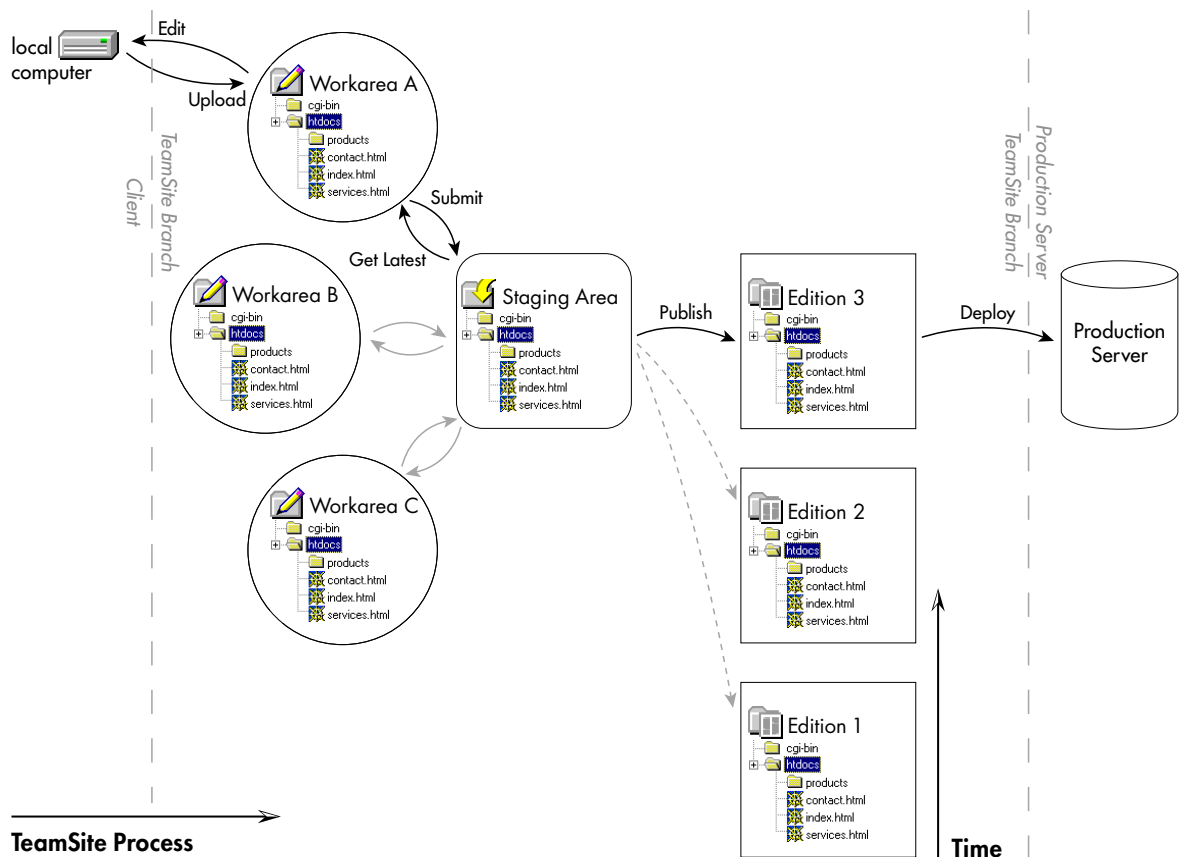 local
computer
Edit
Upload
Workarea A
cgi-bin
htdocs
products
contact.html
index.html
services.html
TeamSite Branch
Client
Submit
Get Latest
Workarea B
cgi-bin
htdocs
products
contact.html
index.html
services.html
Staging Area
cgi-bin
htdocs
products
contact.html
index.html
services.html
Publish
Edition 3
cgi-bin
htdocs
products
contact.html
index.html
services.html
Deploy
Production Server
TeamSite Branch
Production
Server
Workarea C
cgi-bin
htdocs
products
contact.html
index.html
services.html
Edition 2
cgi-bin
htdocs
products
contact.html
index.html
services.html
Edition 1
cgi-bin
htdocs
products
contact.html
index.html
services.html
TeamSite Process
Time